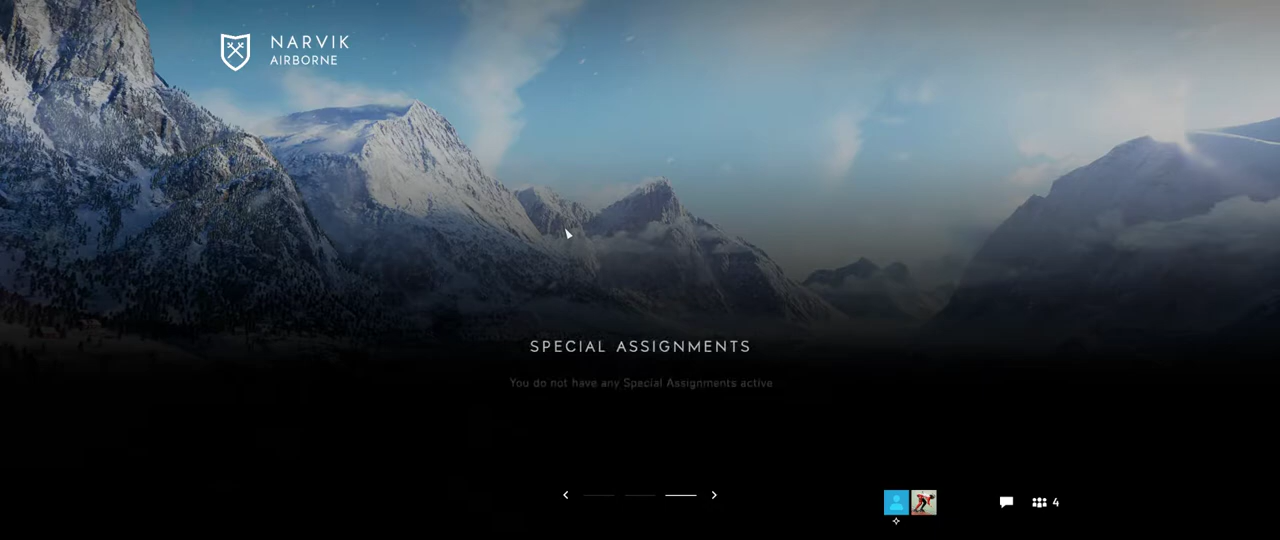 NARVIK
AIRBORNE
SPECIAL ASSIGNMENTS
You do not have any Special Assignments active
4